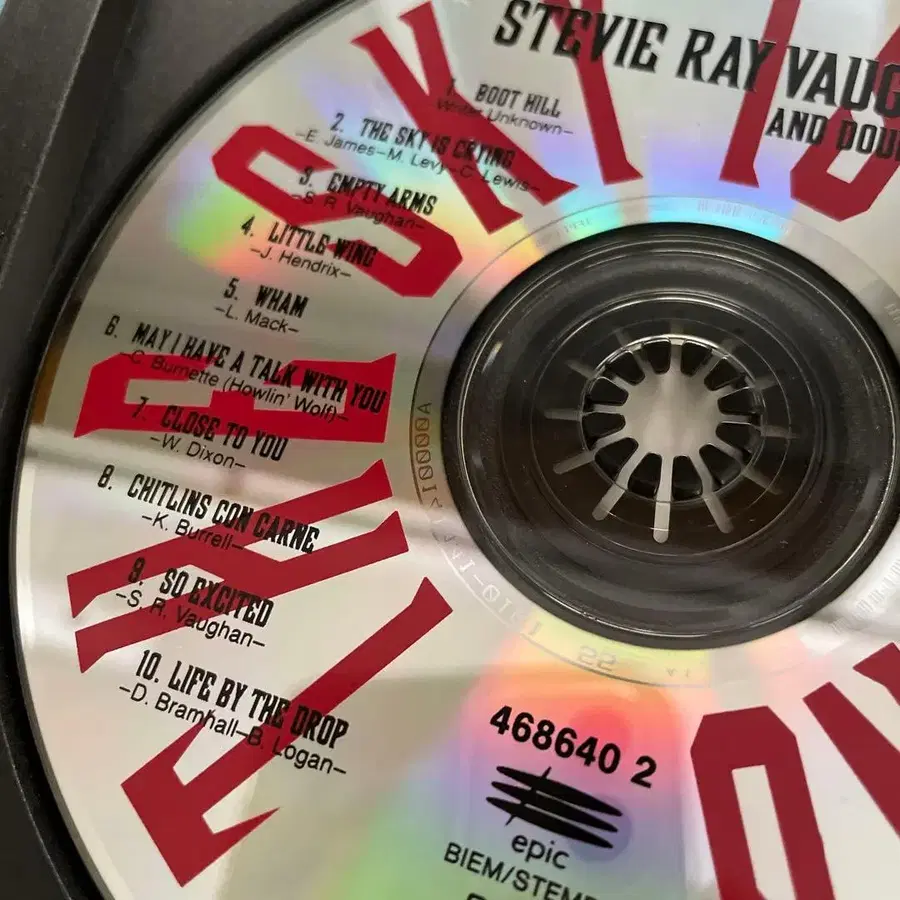 STEVIE RAY VAUG
AND DOU
1. BOOT HILL
Writer Unknown–
2. THE SKY IS CRYING
–E. James–M. Levy–C. Lewis–
3. EMPTY ARMS
–S. R. Vaughan–
4. LITTLE WING
–J. Hendrix–
5. WHAM
–L. Mack–
6. MAY I HAVE A TALK WITH YOU
–C. Burnette (Howlin' Wolf)–
7. CLOSE TO YOU
–W. Dixon–
8. CHITLINS CON CARNE
–K. Burrell–
9. SO EXCITED
–S. R. Vaughan–
10. LIFE BY THE DROP
–D. Bramhall–B. Logan–
468640 2
epic
BIEM/STEM